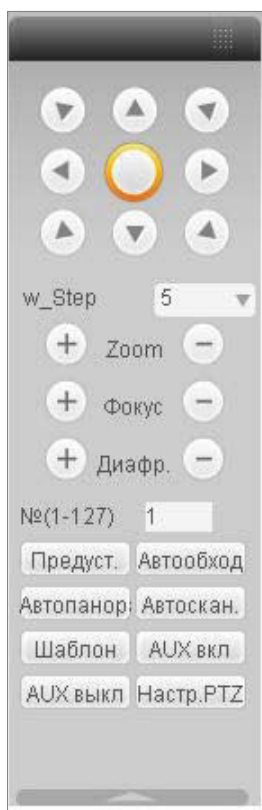 w_Step 5
+ Zoom −
+ Фокус −
+ Диафр. −
№(1-127) 1
Предуст. Автообход
Автопанор Автоскан.
Шаблон AUX вкл
AUX выкл Настр.PTZ